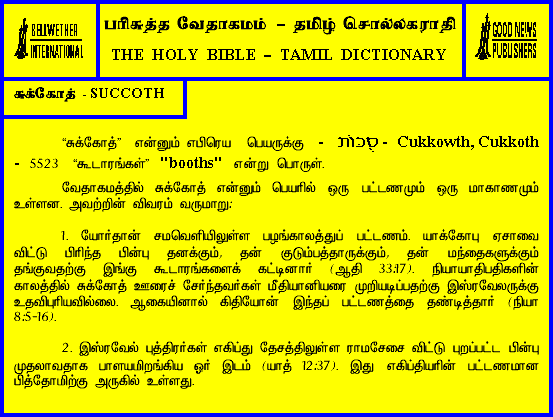 BELLWETHER
INTERNATIONAL
பரிசுத்த வேதாகமம் – தமிழ் சொல்லகராதி
THE HOLY BIBLE – TAMIL DICTIONARY
GOOD NEWS
PUBLISHERS
சுக்கோத் - SUCCOTH
“சுக்கோத்” என்னும் எபிரெய பெயருக்கு - סֻכּוֹת - Cukkowth, Cukkoth
- 5523 “கூடாரங்கள்” "booths" என்று பொருள்.
வேதாகமத்தில் சுக்கோத் என்னும் பெயரில் ஒரு பட்டணமும் ஒரு மாகாணமும்
உள்ளன. அவற்றின் விவரம் வருமாறு:
1. யோர்தான் சமவெளியிலுள்ள பழங்காலத்துப் பட்டணம். யாக்கோபு ஏசாவை
விட்டு பிரிந்த பின்பு தனக்கும், தன் குடும்பத்தாருக்கும், தன் மந்தைகளுக்கும்
தங்குவதற்கு இங்கு கூடாரங்களைக் கட்டினார் (ஆதி 33:17). நியாயாதிபதிகளின்
காலத்தில் சுக்கோத் ஊரைச் சேர்ந்தவர்கள் மீதியானியரை முறியடிப்பதற்கு இஸ்ரவேலருக்கு
உதவிபுரியவில்லை. ஆகையினால் கிதியோன் இந்தப் பட்டணத்தை தண்டித்தார் (நியா
8:5-16).
2. இஸ்ரவேல் புத்திரர்கள் எகிப்து தேசத்திலுள்ள ராமசேசை விட்டு புறப்பட்ட பின்பு
முதலாவதாக பாளயமிறங்கிய ஓர் இடம் (யாத் 12:37). இது எகிப்தியரின் பட்டணமான
பித்தோமிற்கு அருகில் உள்ளது.